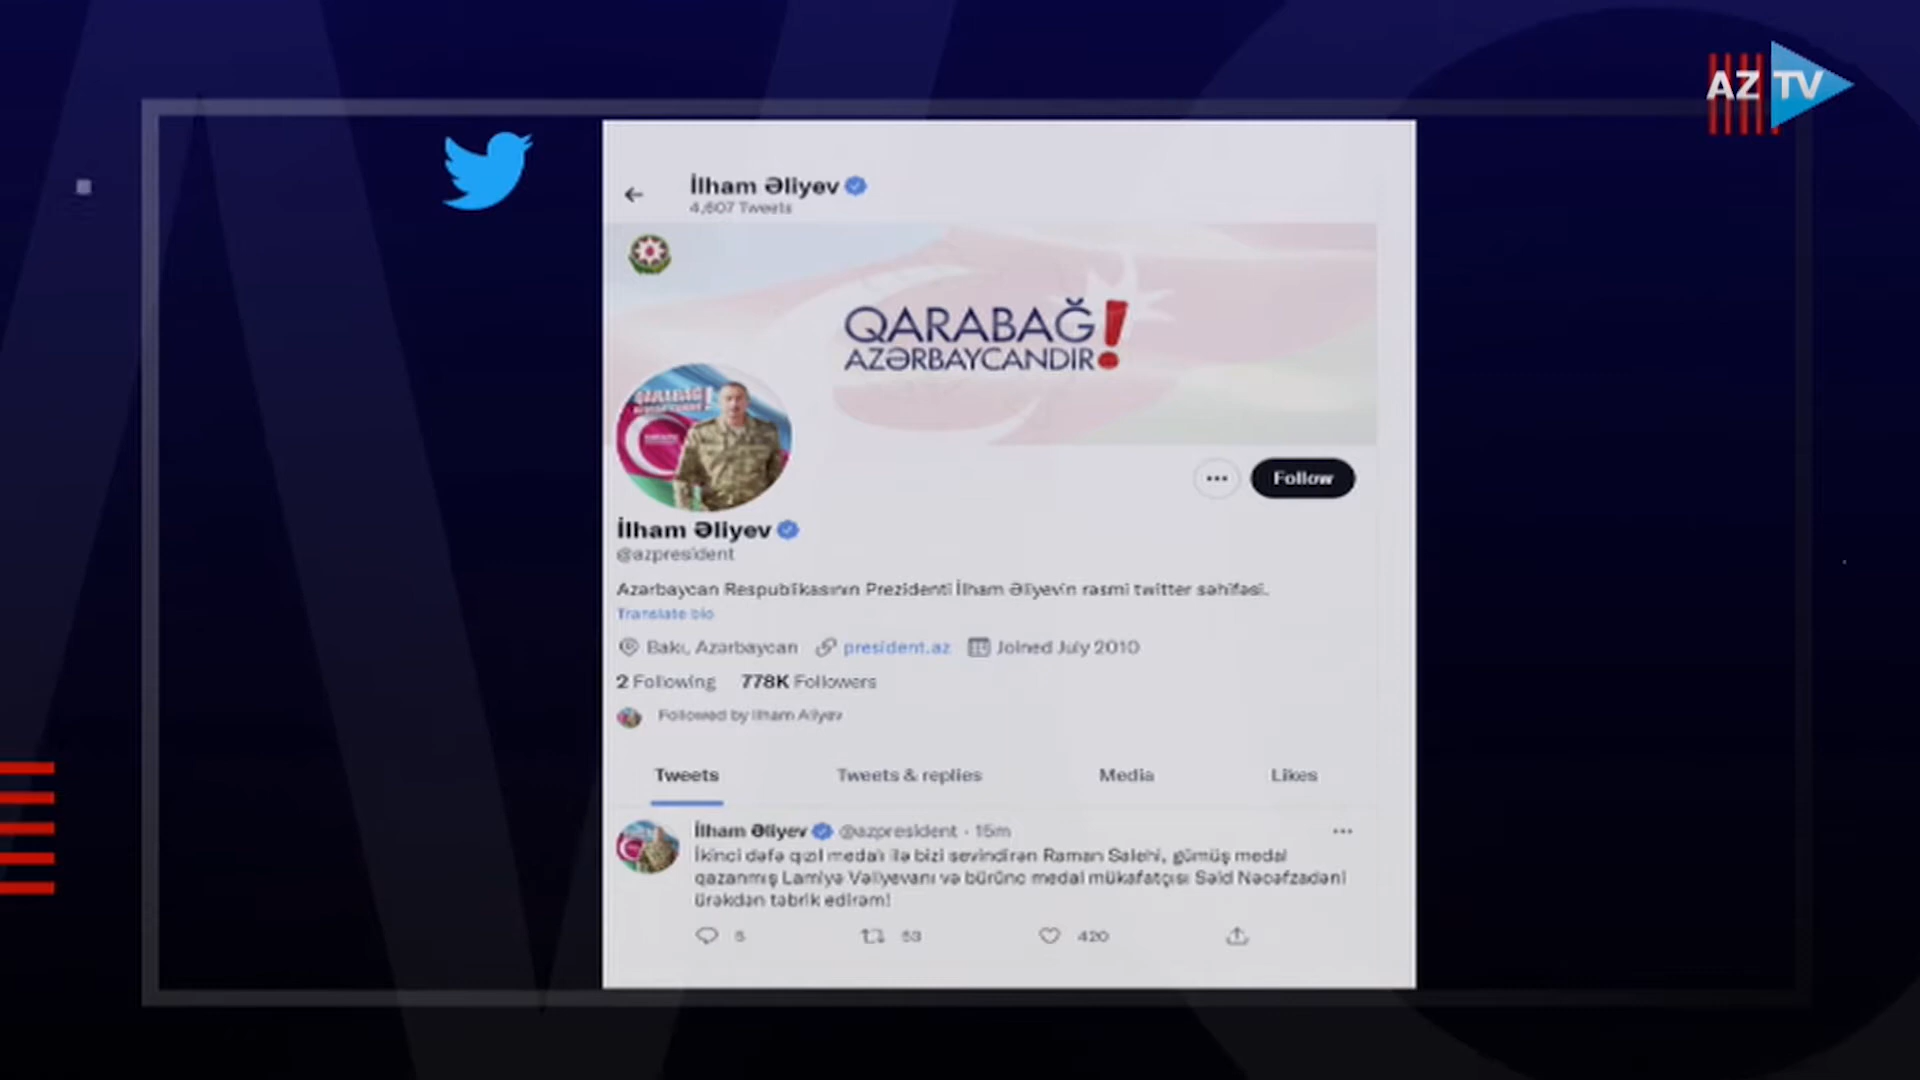 AZ TV
İlham Əliyev
4,607 Tweets
QARABAĞ
AZƏRBAYCANDIR!
QARABAĞ!
Follow
İlham Əliyev
@azpresident
Azərbaycan Respublikasının Prezidenti İlham Əliyevin rəsmi twitter səhifəsi.
Translate bio
Bakı, Azərbaycan president.az Joined July 2010
2 Following 778K Followers
Followed by Ilham Aliyev
Tweets Tweets & replies Media Likes
İlham Əliyev @azpresident · 15m
İkinci dəfə qızıl medalı ilə bizi sevindirən Raman Salehi, gümüş medal
qazanmış Lamiyə Vəliyevanı və bürünc medal mükafatçısı Səid Nəcəfzadəni
ürəkdən təbrik edirəm!
5 53 420